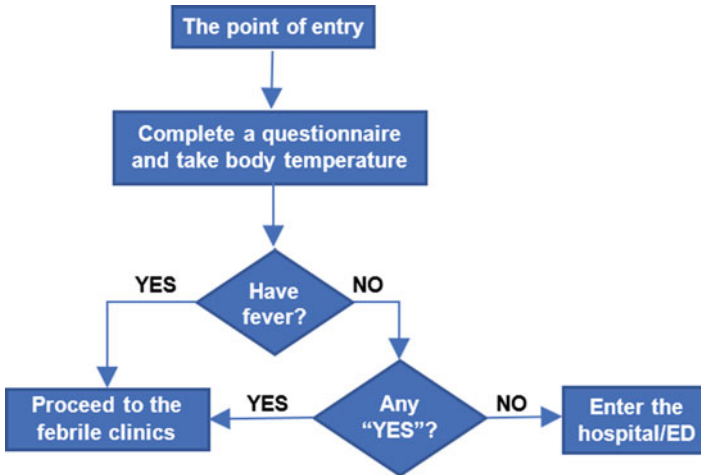 The point of entry
Complete a questionnaire
and take body temperature
YES
Have
fever?
NO
Proceed to the
febrile clinics
YES
Any
“YES”?
NO
Enter the
hospital/ED